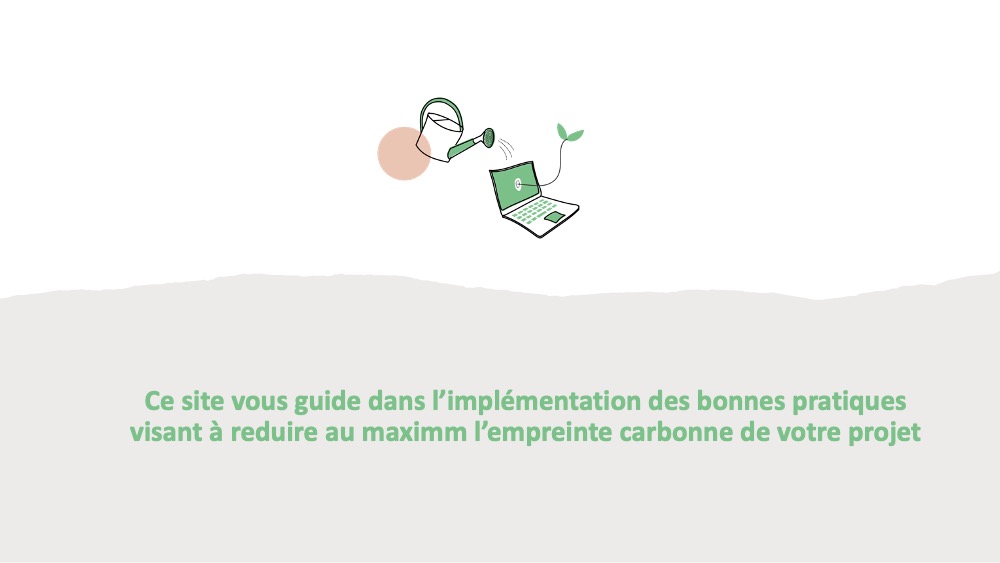 Ce site vous guide dans l’implémentation des bonnes pratiques
visant à reduire au maximm l’empreinte carbonne de votre projet